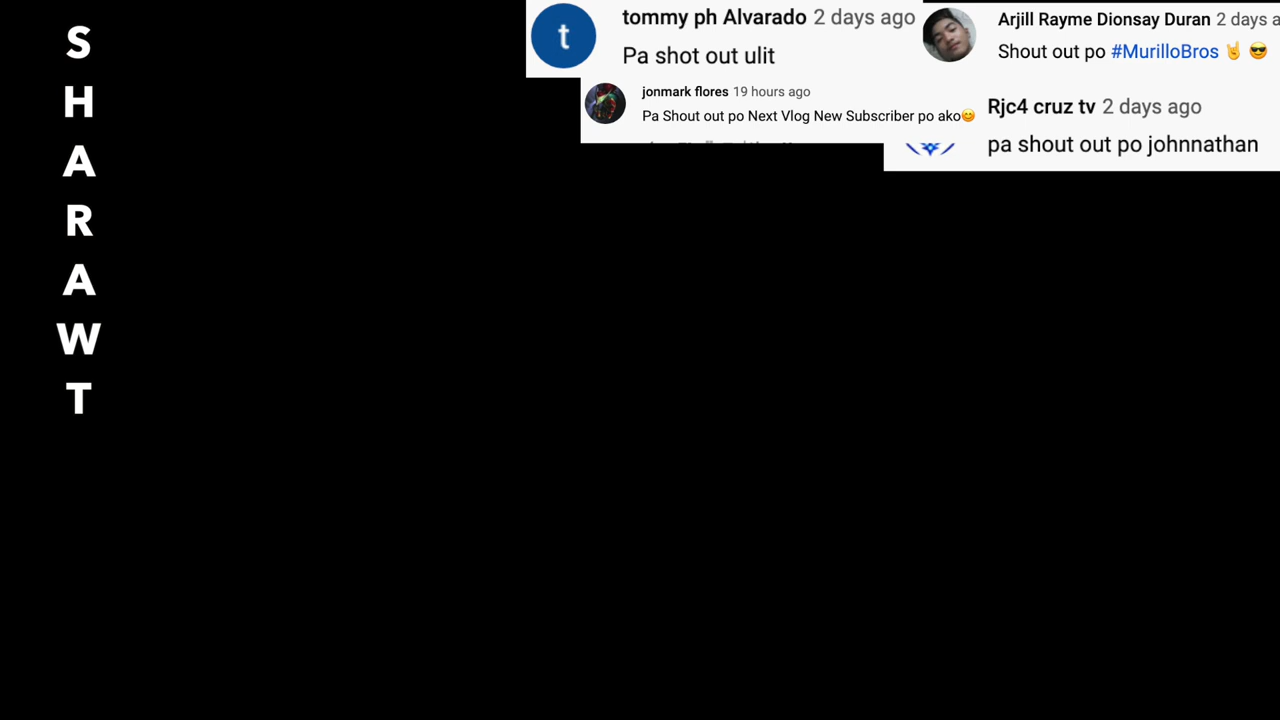 S
H
A
R
A
W
T
tommy ph Alvarado 2 days ago
Pa shot out ulit
Arjill Rayme Dionsay Duran 2 days a
Shout out po #MurilloBros 🤘 😎
jonmark flores 19 hours ago
Pa Shout out po Next Vlog New Subscriber po ako😊
Rjc4 cruz tv 2 days ago
pa shout out po johnnathan